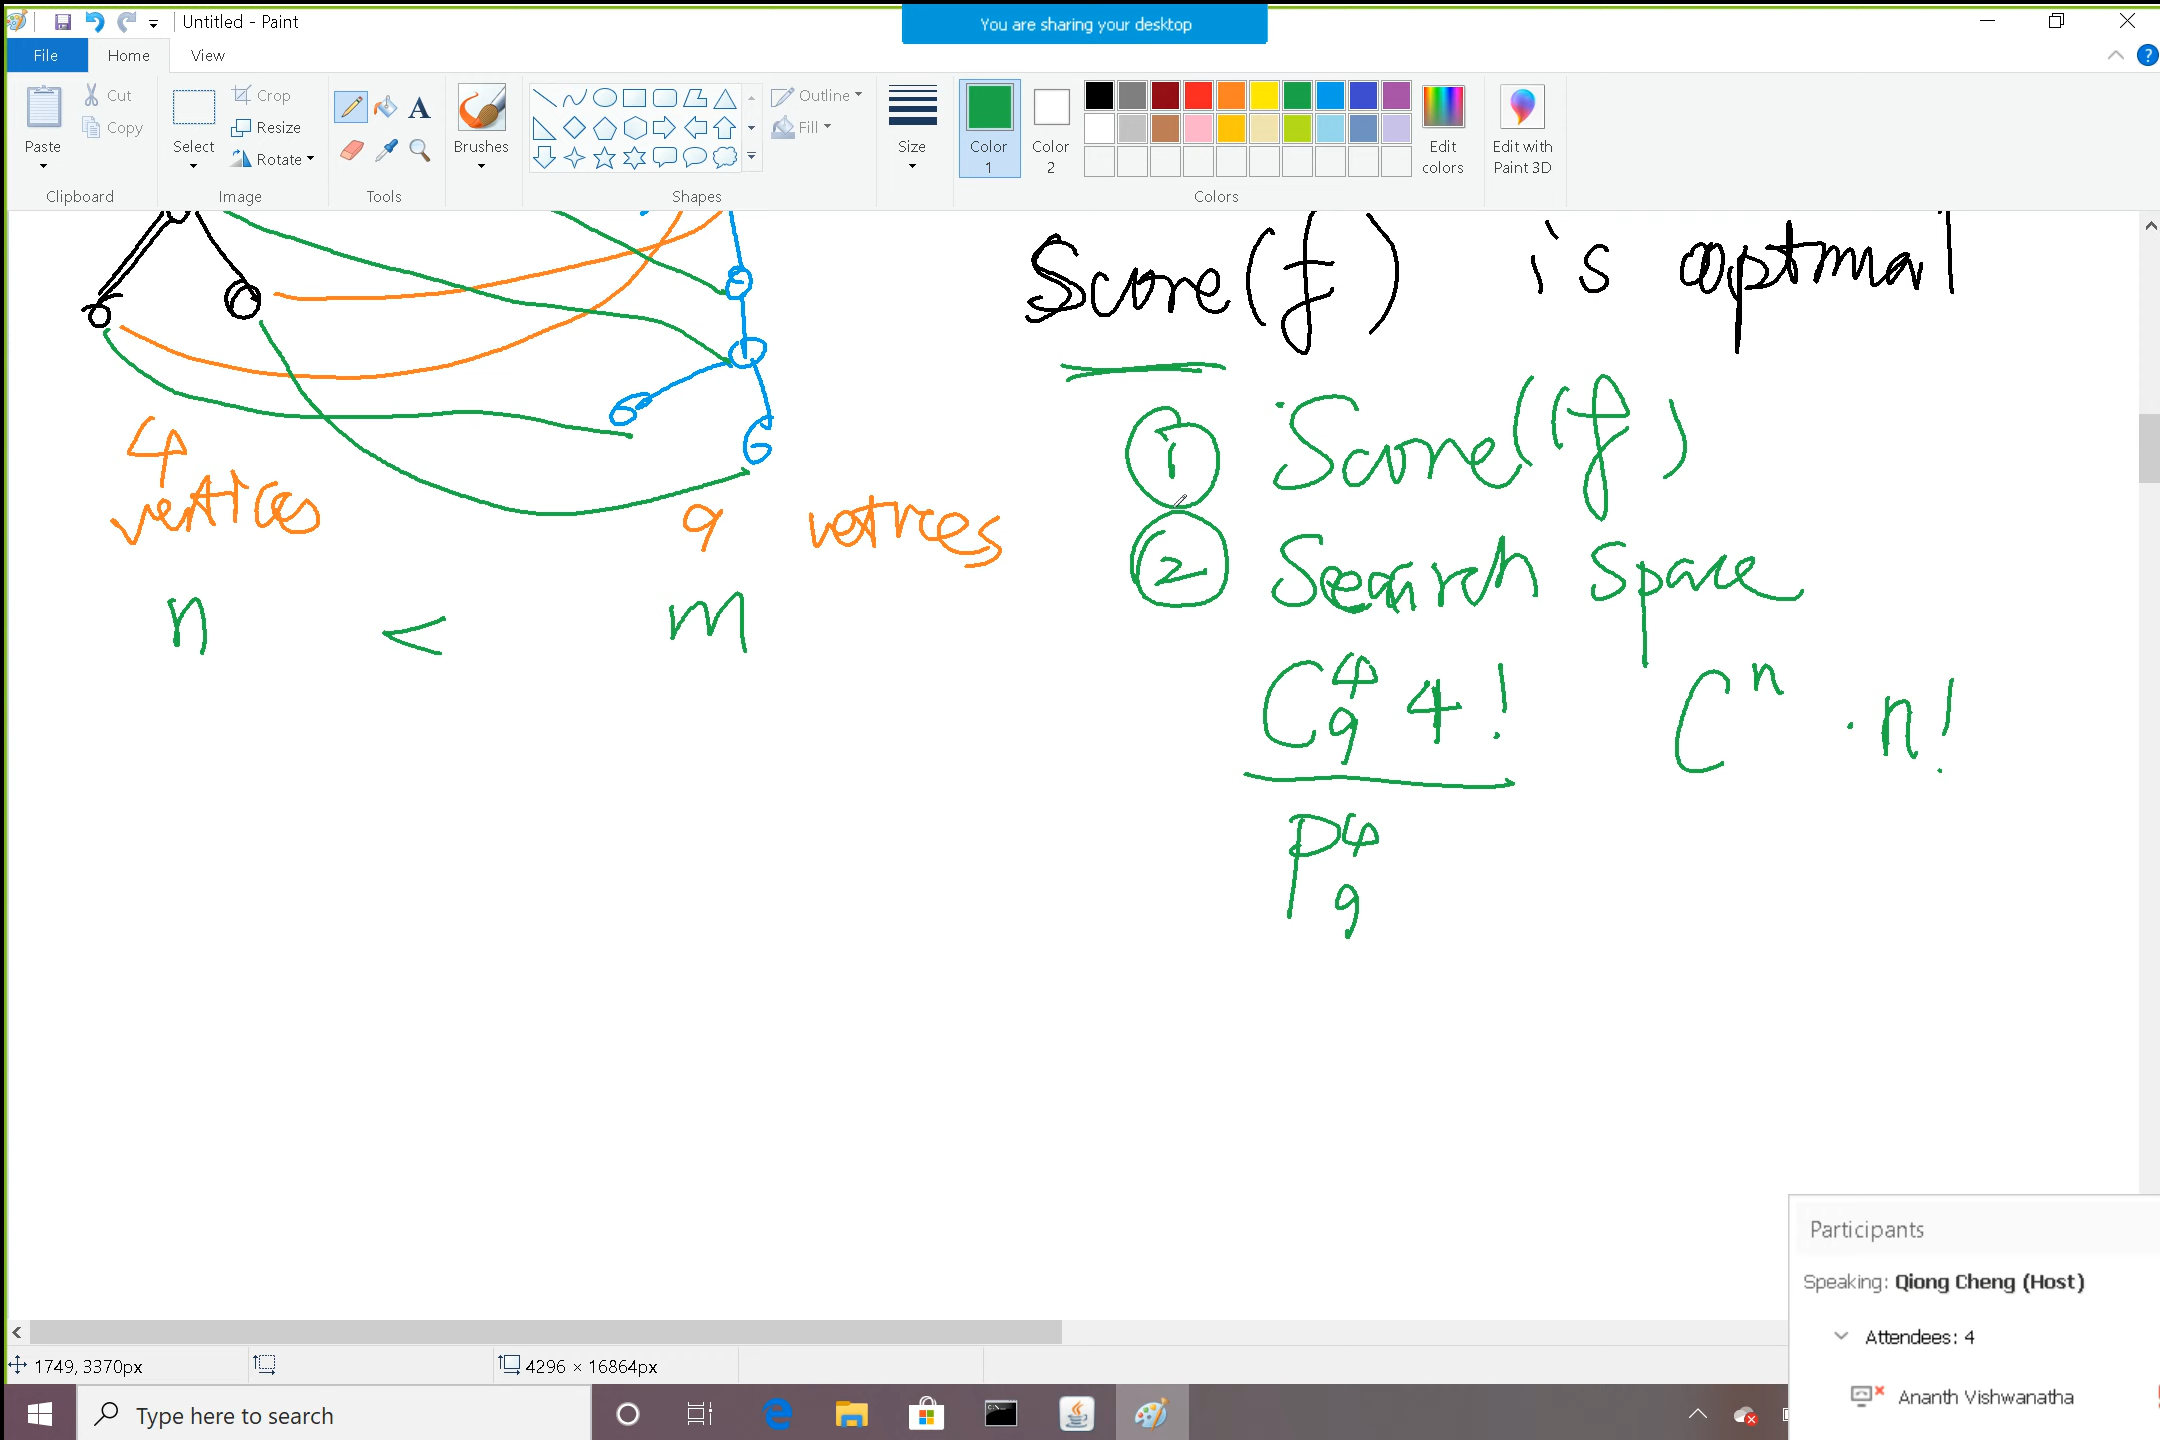 Untitled - Paint
You are sharing your desktop
File Home View
Cut
Copy
Paste
Clipboard
Crop
Resize
Rotate
Select
Image
Tools
Brushes
Shapes
Outline
Fill
Size
Color 1
Color 2
Edit colors
Edit with Paint 3D
Colors
Score(f) is optmal
4
vertices
9 vetrices
n < m
1 Score((f)
2 Search Space
C 4 9 4! C n · n!
P 4 9
Participants
Speaking: Qiong Cheng (Host)
Attendees: 4
Ananth Vishwanatha
1749, 3370px
4296 × 16864px
Type here to search